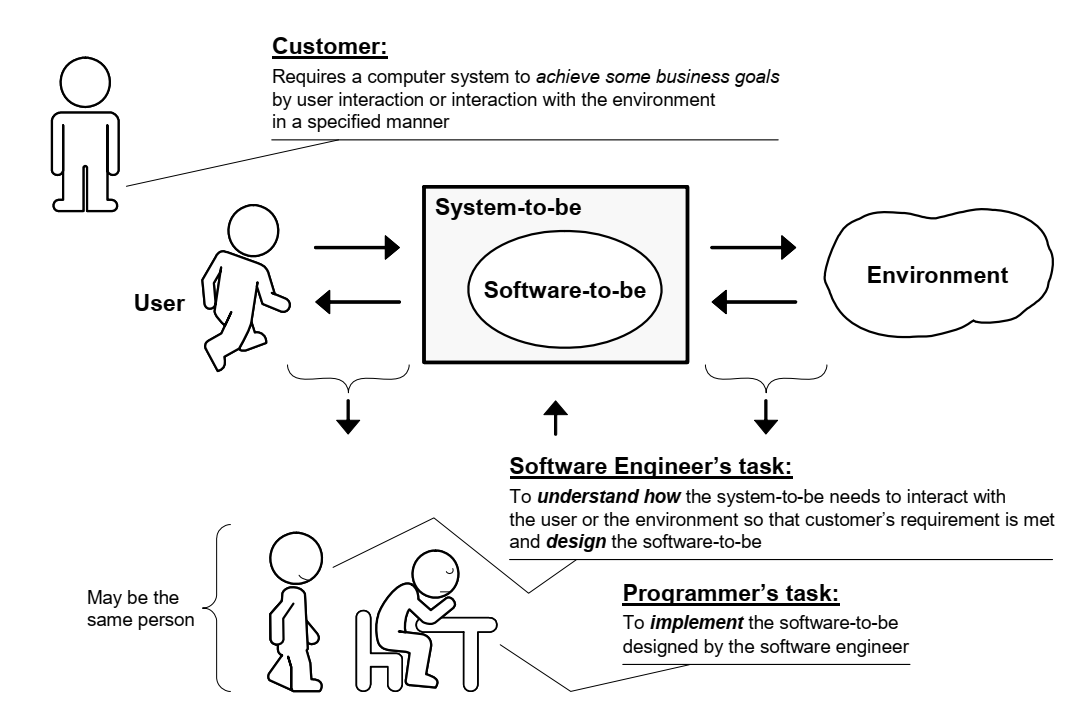 Customer:
Requires a computer system to achieve some business goals
by user interaction or interaction with the environment
in a specified manner
System-to-be
Software-to-be
User
Environment
Software Engineer’s task:
To understand how the system-to-be needs to interact with
the user or the environment so that customer’s requirement is met
and design the software-to-be
May be the
same person
Programmer’s task:
To implement the software-to-be
designed by the software engineer